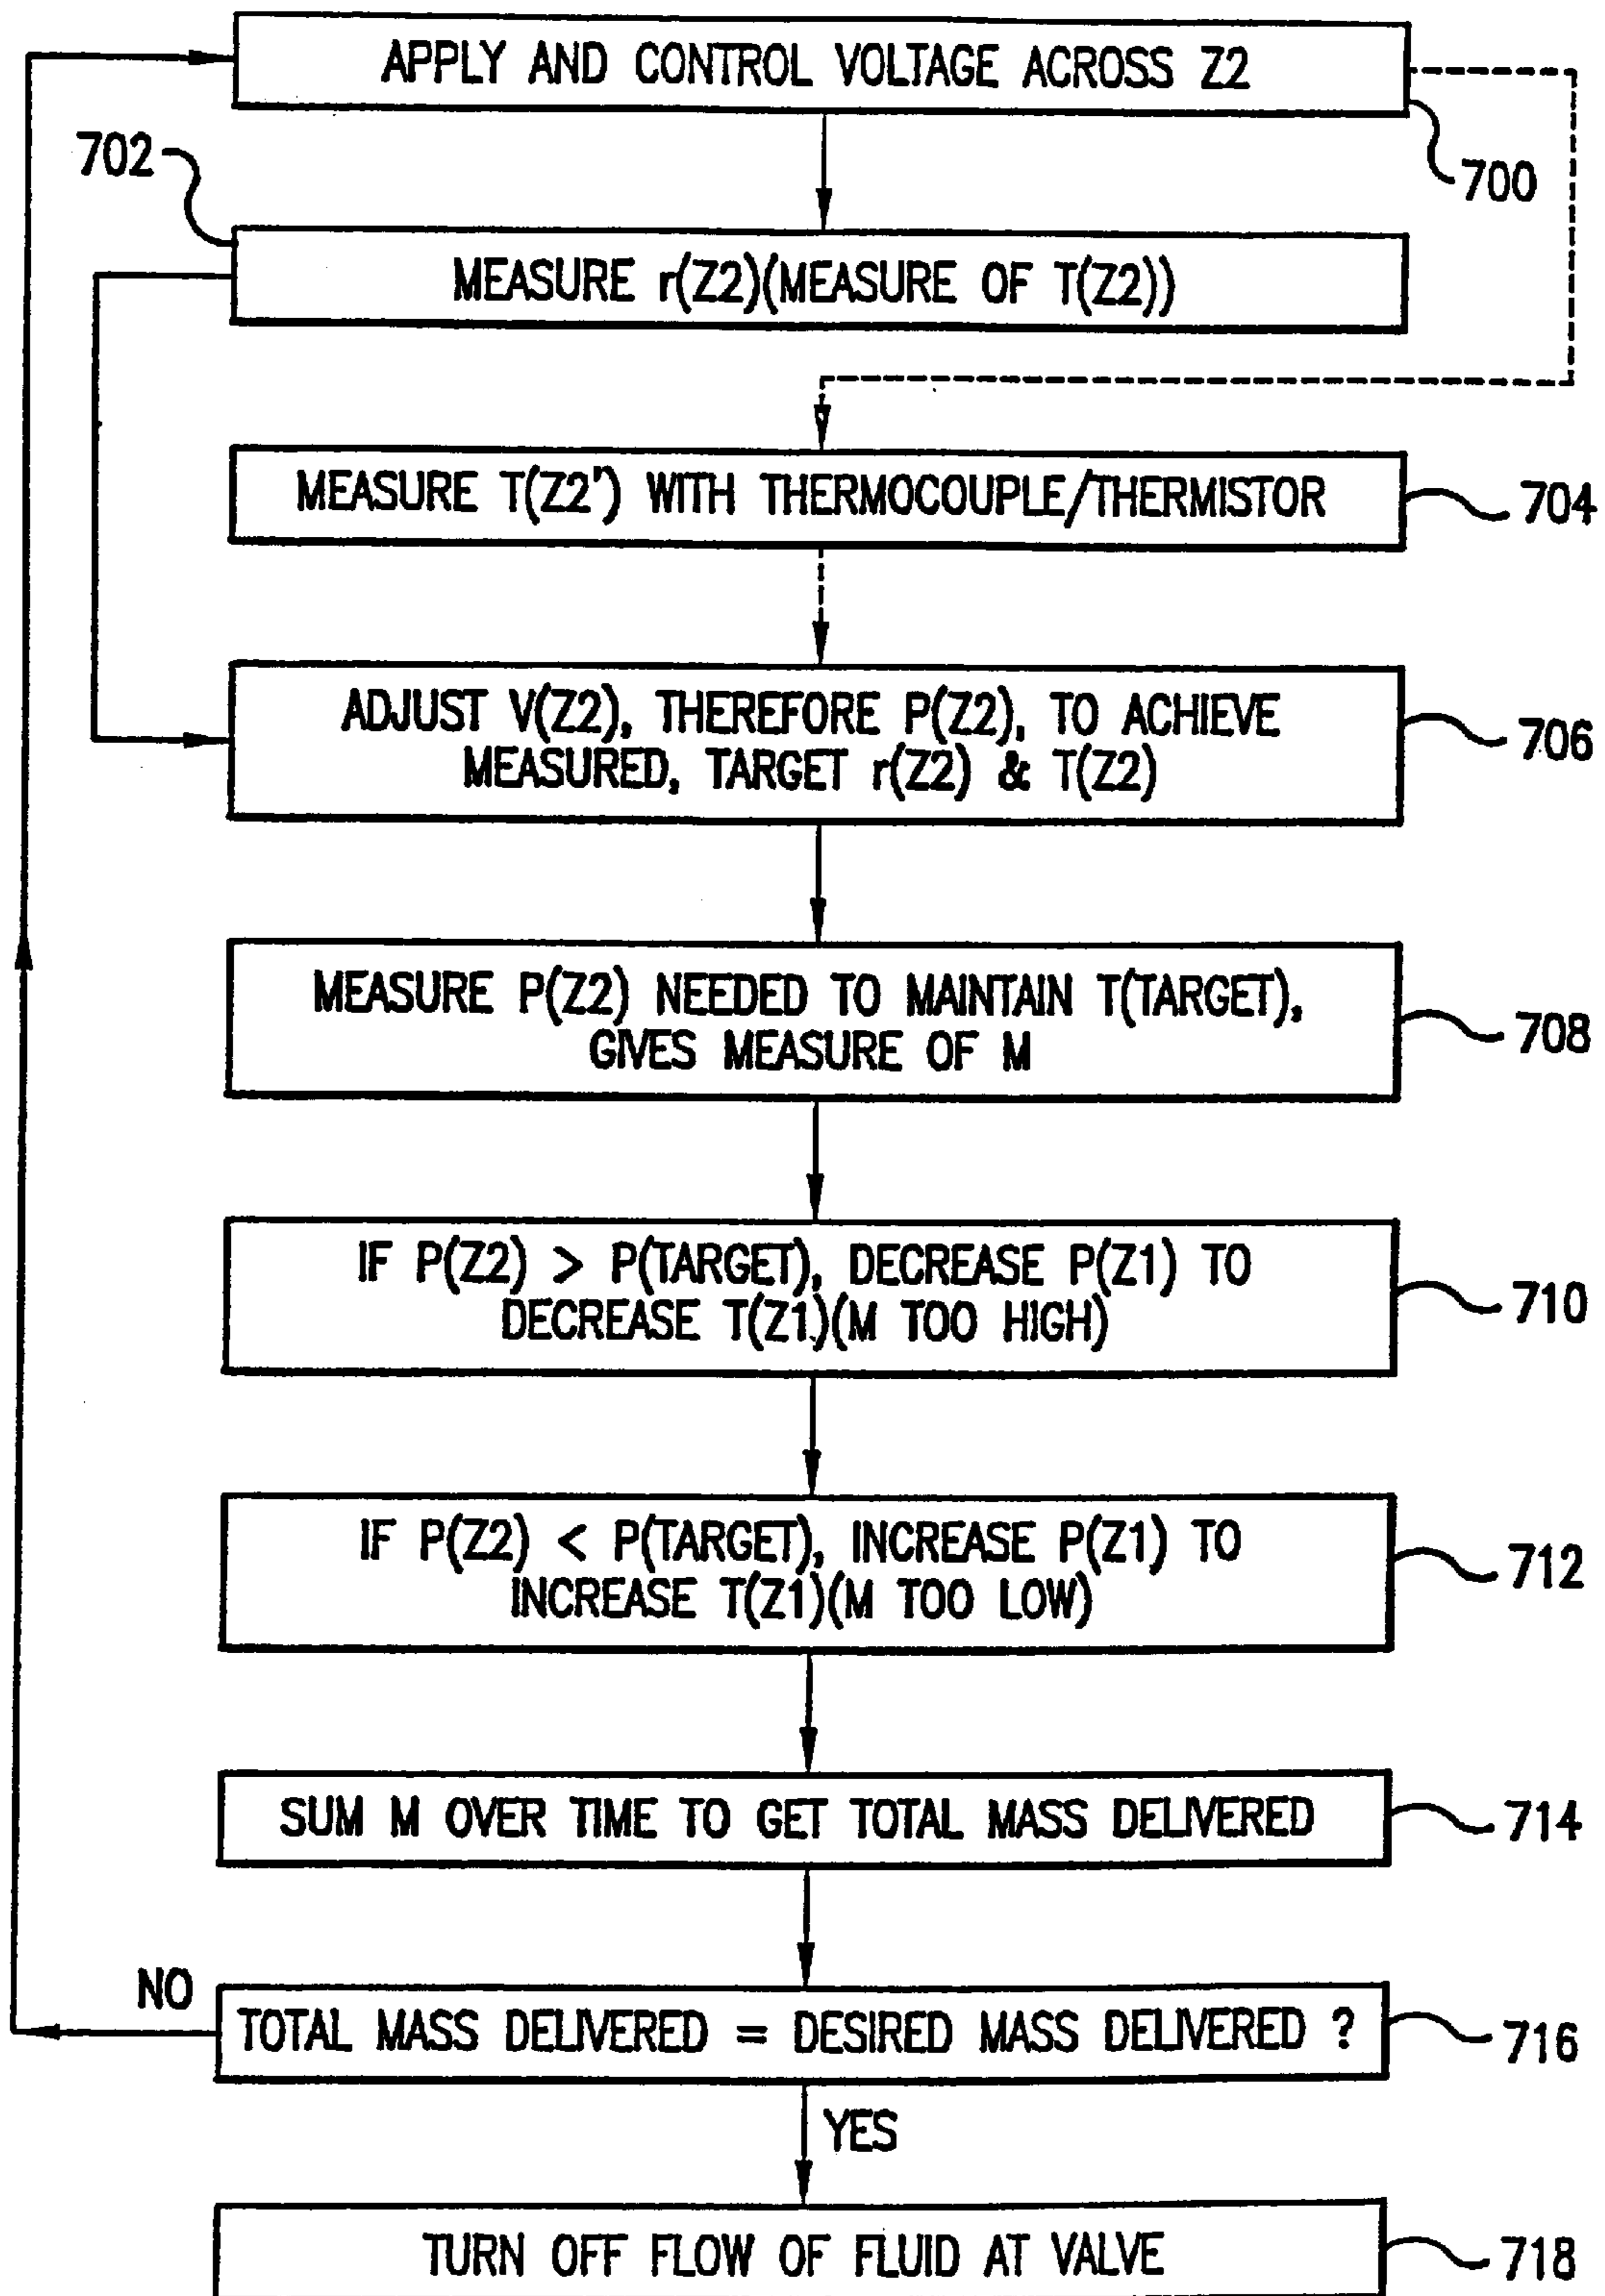 APPLY AND CONTROL VOLTAGE ACROSS Z2
700
702
MEASURE r(Z2)(MEASURE OF T(Z2))
MEASURE T(Z2') WITH THERMOCOUPLE/THERMISTOR
704
ADJUST V(Z2), THEREFORE P(Z2), TO ACHIEVE
MEASURED, TARGET r(Z2) & T(Z2)
706
MEASURE P(Z2) NEEDED TO MAINTAIN T(TARGET),
GIVES MEASURE OF M
708
IF P(Z2) > P(TARGET), DECREASE P(Z1) TO
DECREASE T(Z1)(M TOO HIGH)
710
IF P(Z2) < P(TARGET), INCREASE P(Z1) TO
INCREASE T(Z1)(M TOO LOW)
712
SUM M OVER TIME TO GET TOTAL MASS DELIVERED
714
NO
TOTAL MASS DELIVERED = DESIRED MASS DELIVERED ?
716
YES
TURN OFF FLOW OF FLUID AT VALVE
718